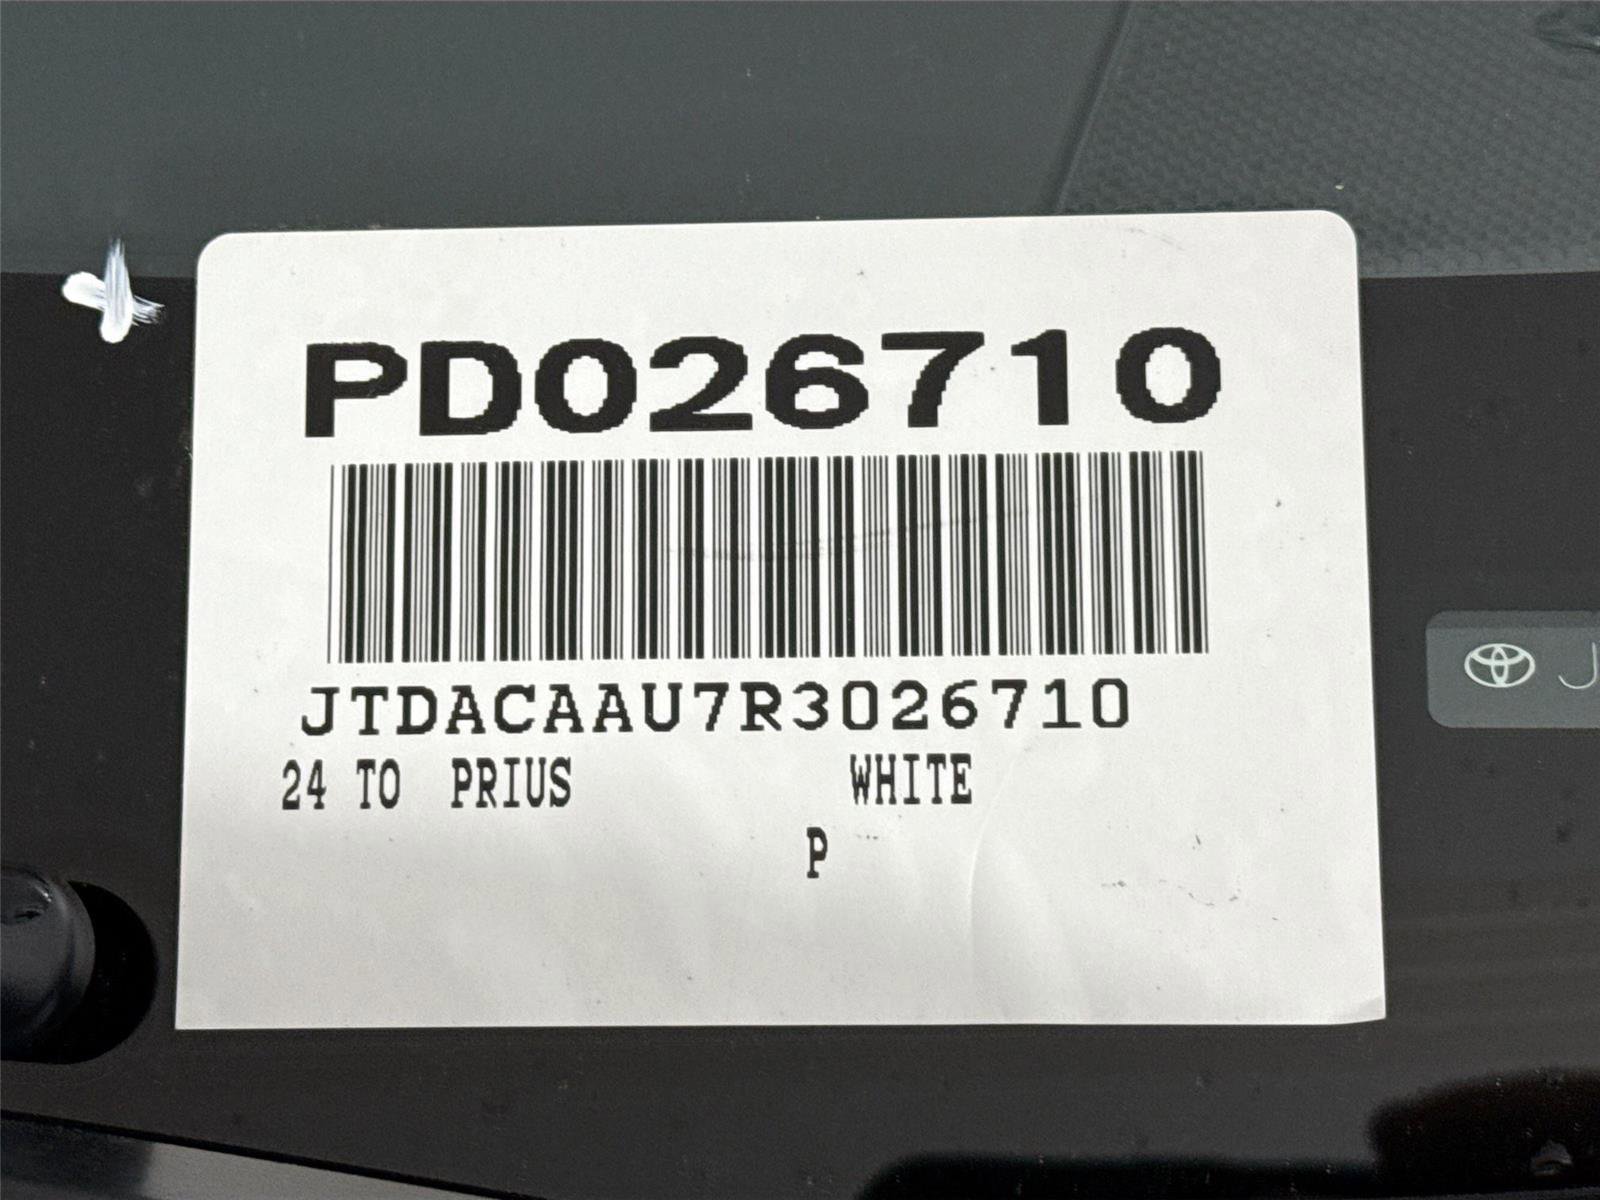 PD026710
JTDACAAU7R3026710
24 TO PRIUS WHITE
P
J